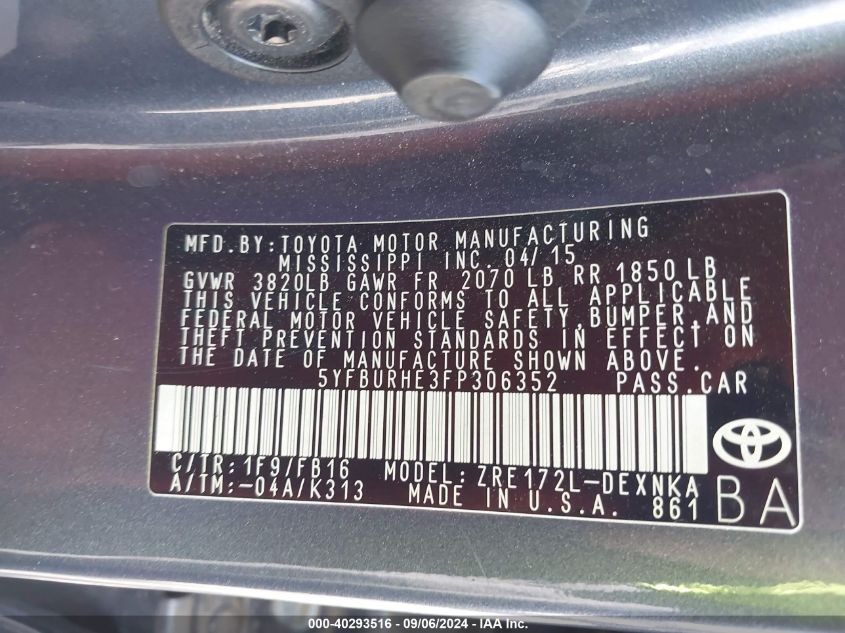 MFD. BY: TOYOTA MOTOR MANUFACTURING
MISSISSIPPI INC. 04/15
GVWR 3820LB GAWR FR 2070 LB RR 1850 LB
THIS VEHICLE CONFORMS TO ALL APPLICABLE
FEDERAL MOTOR VEHICLE SAFETY, BUMPER, AND
THEFT PREVENTION STANDARDS IN EFFECT ON
THE DATE OF MANUFACTURE SHOWN ABOVE.
5YFBURHE3FP306352 PASS. CAR
C/TR: 1F9/FB16 MODEL: ZRE172L-DEXNKA
A/TM: -04A/K313 MADE IN U.S.A. 861
BA
000-40293516 - 09/06/2024 - IAA Inc.